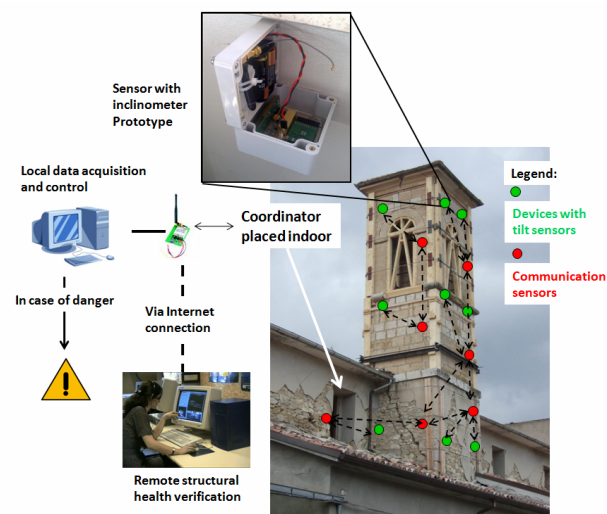 Sensor with
inclinometer
Prototype
Local data acquisition
and control
Coordinator
placed indoor
In case of danger
Via Internet
connection
Remote structural
health verification
Legend:
Devices with
tilt sensors
Communication
sensors